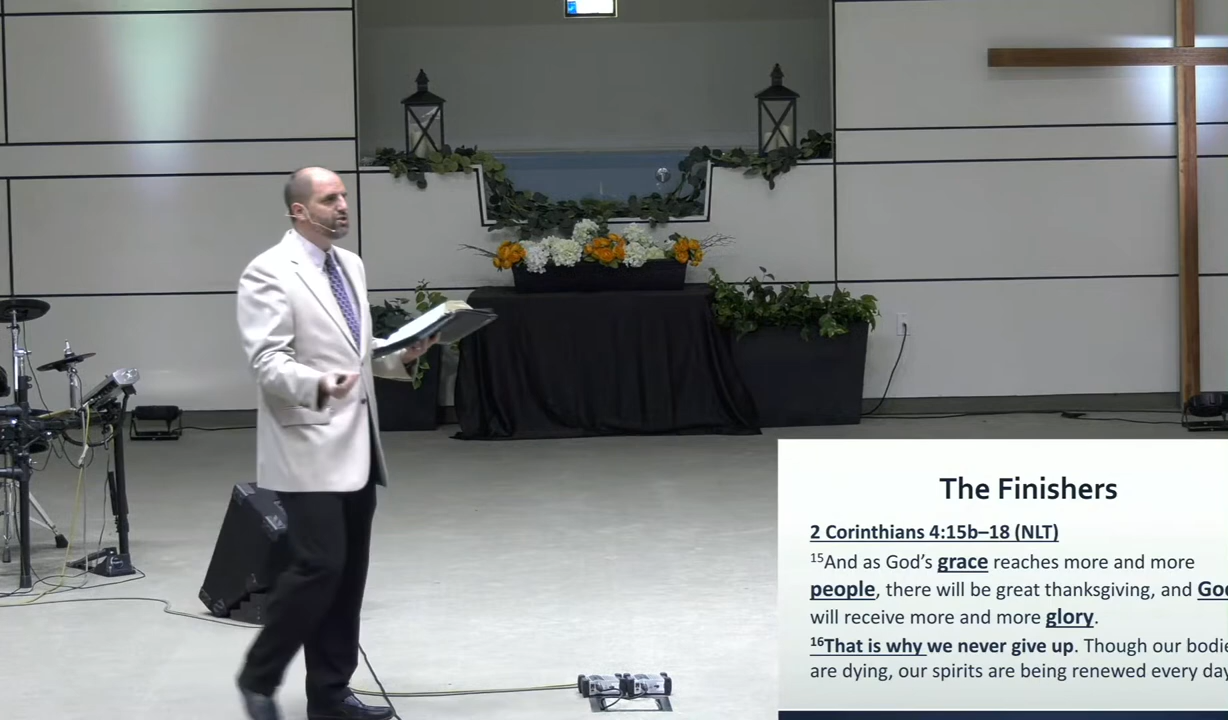 The Finishers
2 Corinthians 4:15b–18 (NLT)
15And as God's grace reaches more and more
people, there will be great thanksgiving, and
will receive more and more glory.
16That is why we never give up. Though our
are dying, our spirits are being renewed every day